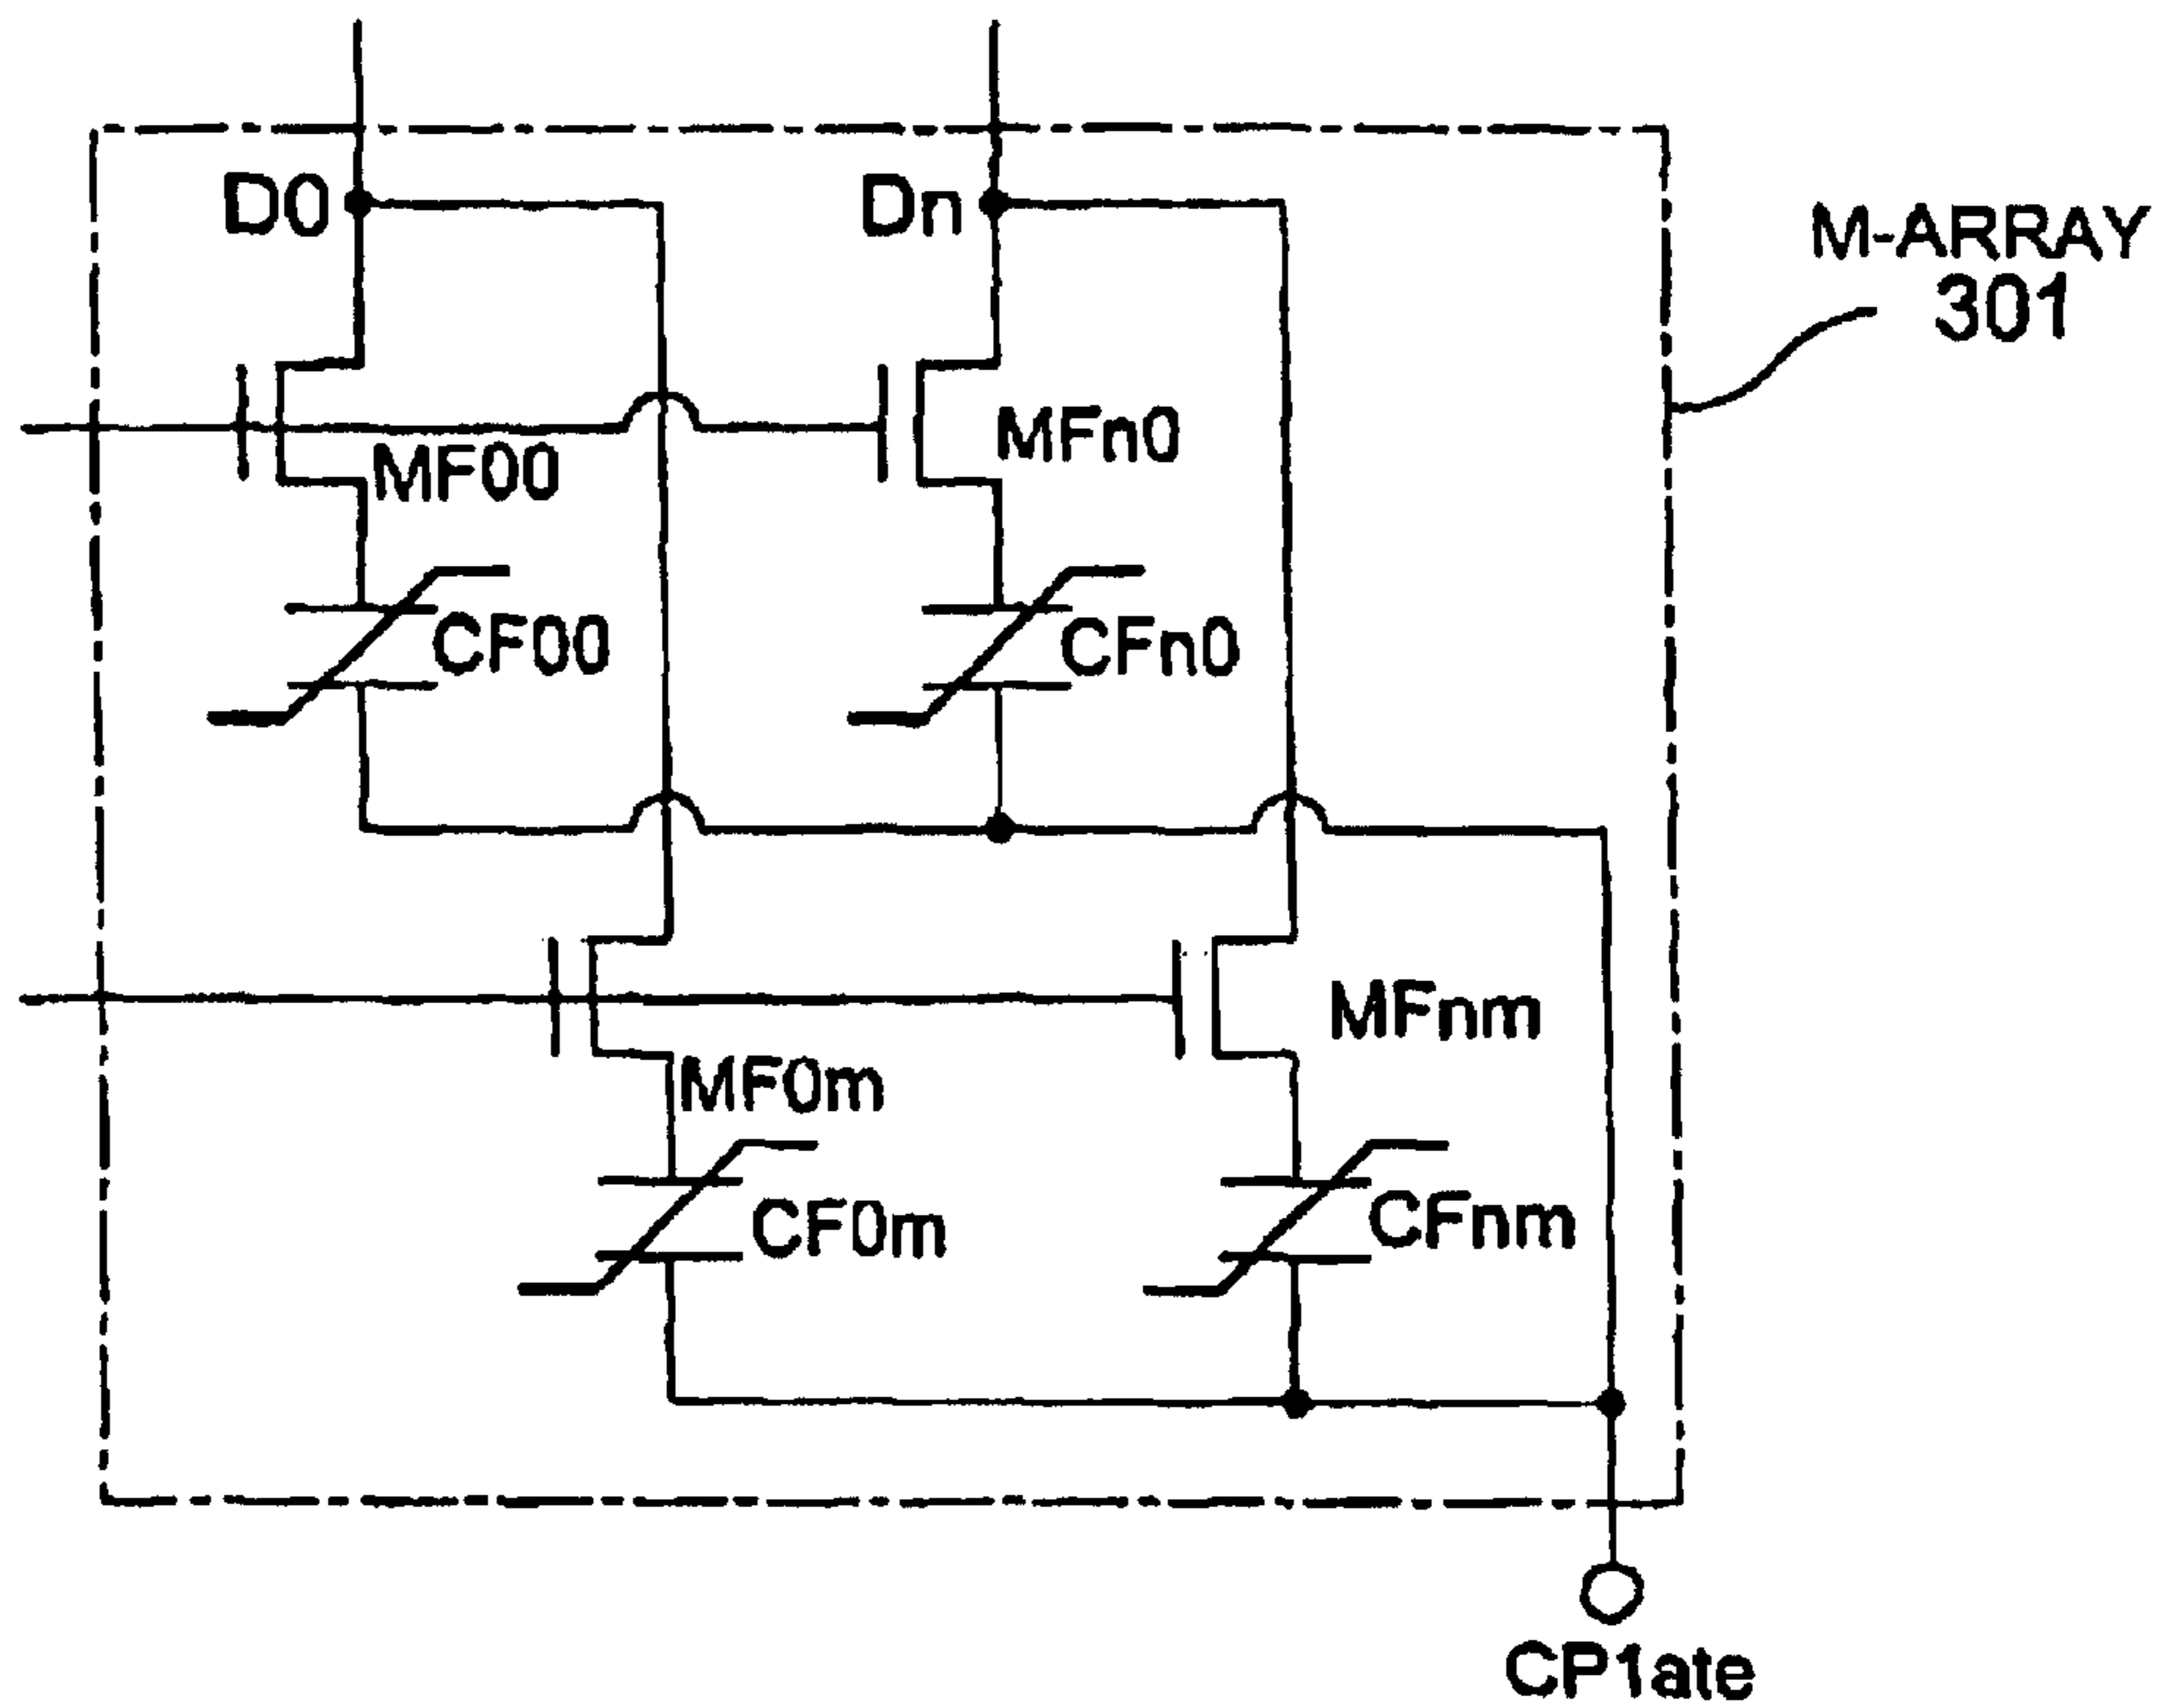 D0
Dn
M-ARRAY
301
MF00
MFn0
CF00
CFn0
MF0m
MFnm
CF0m
CFnm
CP1ate